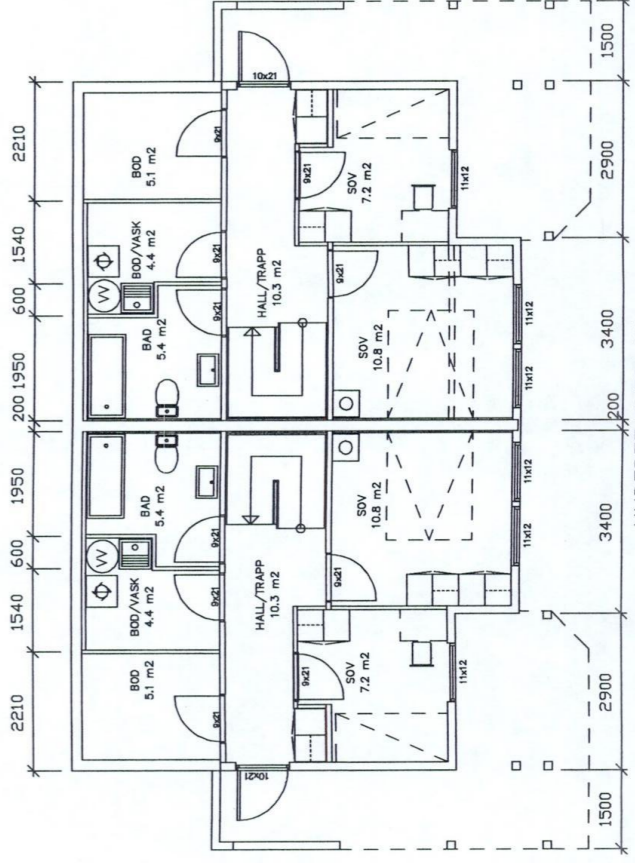 2210
1540
600
1950
200
1950
600
1540
2210
1500
2900
3400
200
3400
2900
1500
10x21
BOD
5.1 m2
9x21
BOD/VASK
4.4 m2
9x21
VV
BAD
5.4 m2
9x21
HALL/TRAPP
10.3 m2
9x21
SOV
7.2 m2
11x12
9x21
SOV
10.8 m2
11x12
11x12
BAD
5.4 m2
9x21
VV
BOD/VASK
4.4 m2
9x21
BOD
5.1 m2
9x21
HALL/TRAPP
10.3 m2
10x21
SOV
10.8 m2
9x21
11x12
11x12
SOV
7.2 m2
9x21
11x12